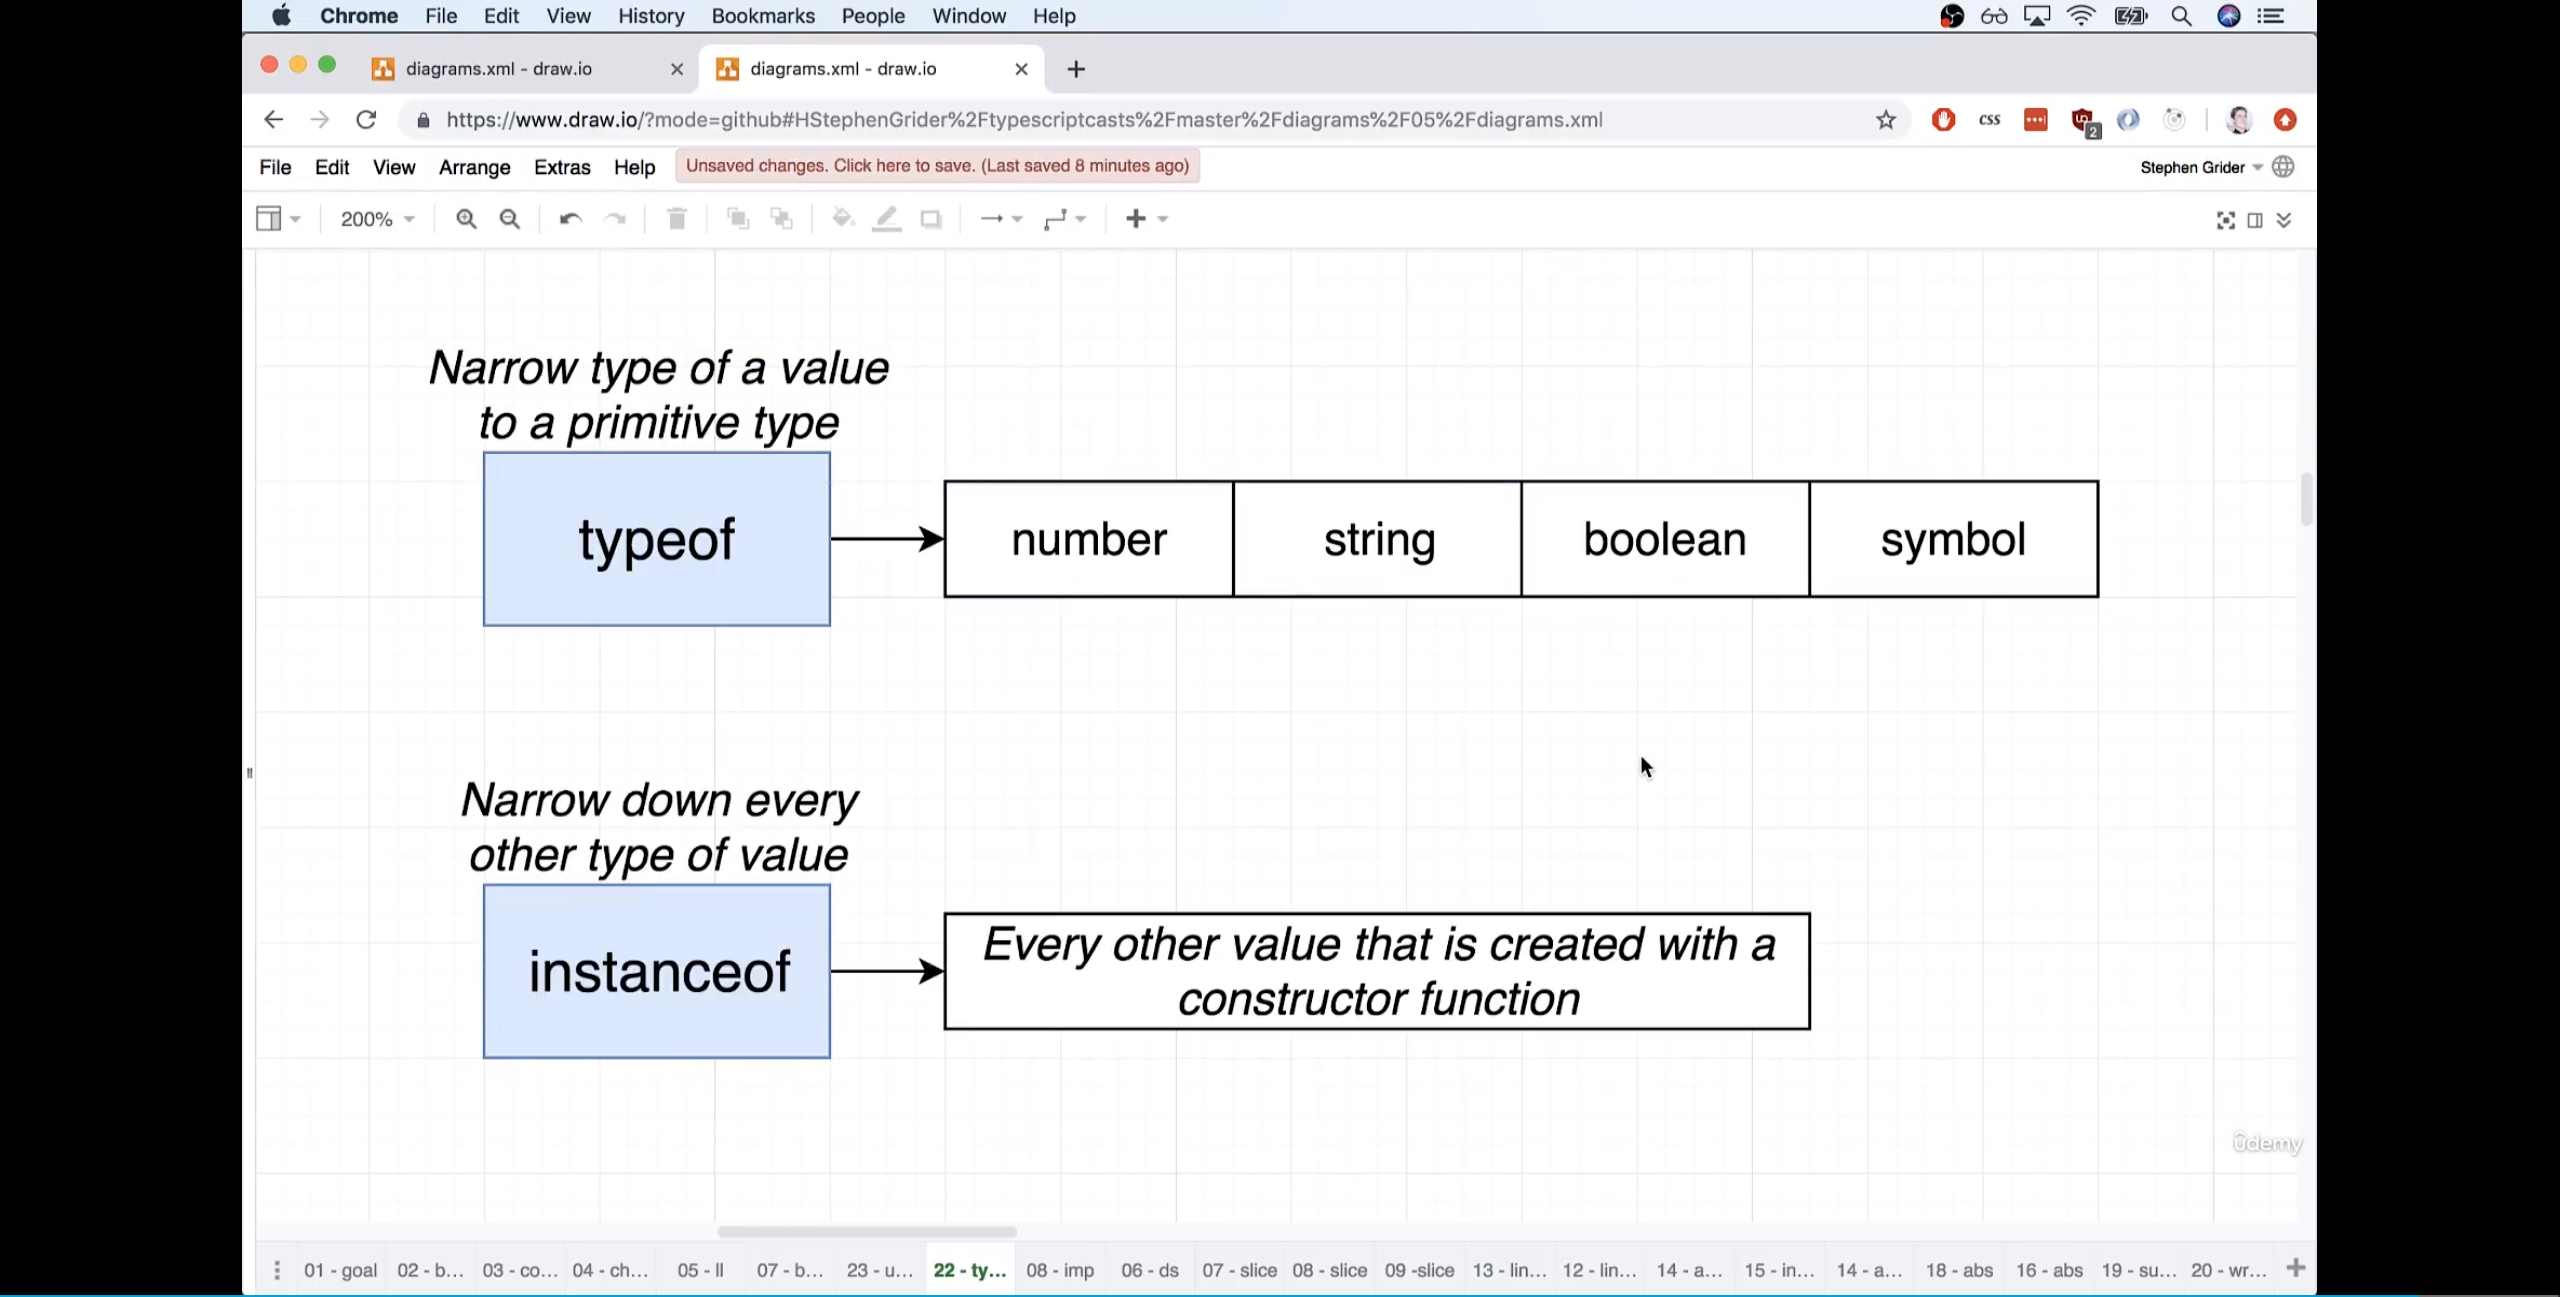 Chrome File Edit View History Bookmarks People Window Help
diagrams.xml - draw.io
diagrams.xml - draw.io
https://www.draw.io/?mode=github#HStephenGrider%2Ftypescriptcasts%2Fmaster%2Fdiagrams%2F05%2Fdiagrams.xml
css
2
File Edit View Arrange Extras Help
Unsaved changes. Click here to save. (Last saved 8 minutes ago)
Stephen Grider
200%
Narrow type of a value
to a primitive type
typeof
number string boolean symbol
Narrow down every
other type of value
instanceof
Every other value that is created with a
constructor function
ûdemy
01 - goal 02 - b... 03 - co... 04 - ch... 05 - ll 07 - b... 23 - u... 22 - ty... 08 - imp 06 - ds 07 - slice 08 - slice 09 -slice 13 - lin... 12 - lin... 14 - a... 15 - in... 14 - a... 18 - abs 16 - abs 19 - su... 20 - wr...